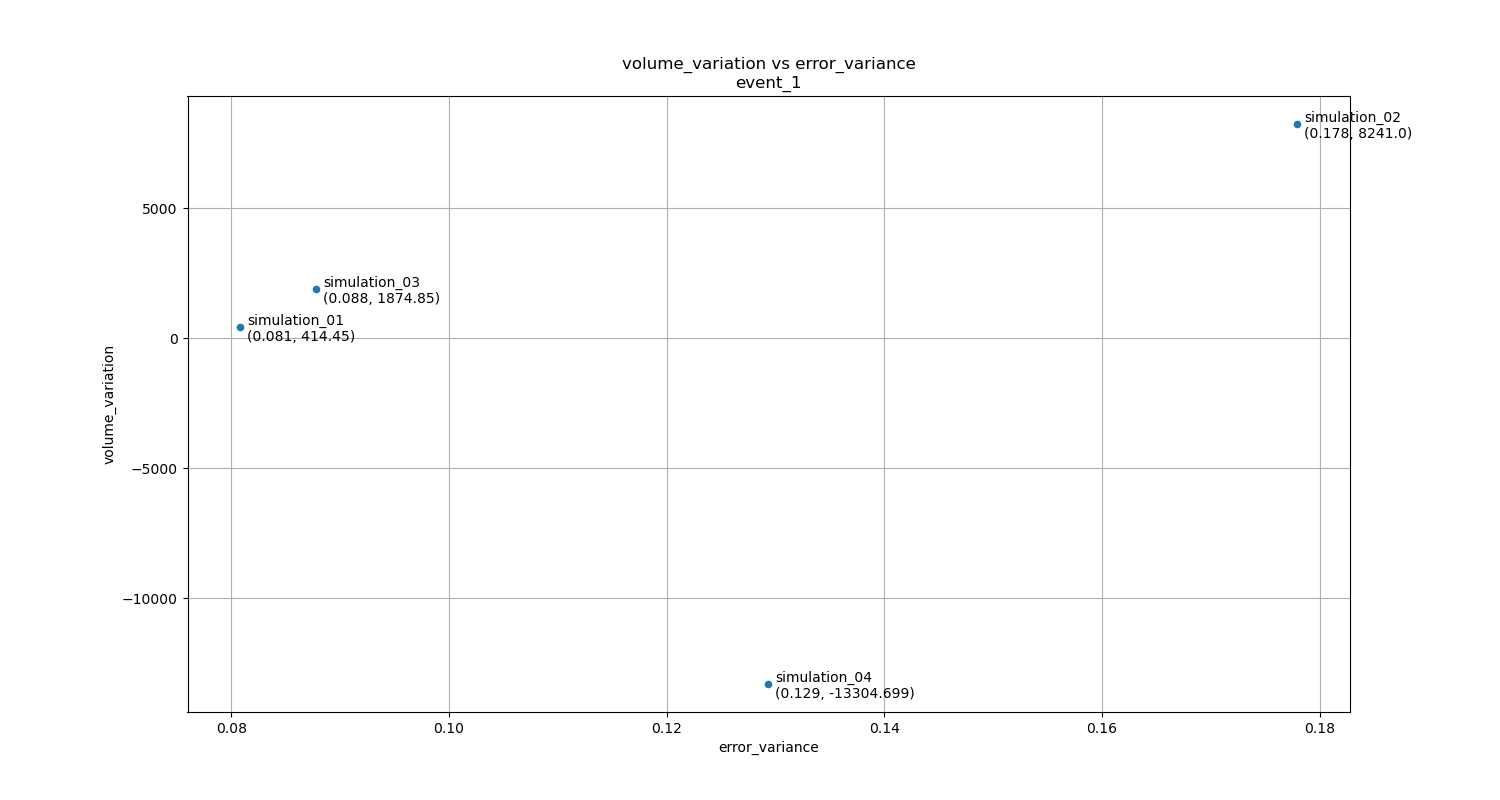 volume_variation vs error_variance
event_1
simulation_02
(0.178, 8241.0)
5000
simulation_03
(0.088, 1874.85)
simulation_01
(0.081, 414.45)
0
volume_variation
−5000
−10000
simulation_04
(0.129, -13304.699)
0.08
0.10
0.12
0.14
0.16
0.18
error_variance